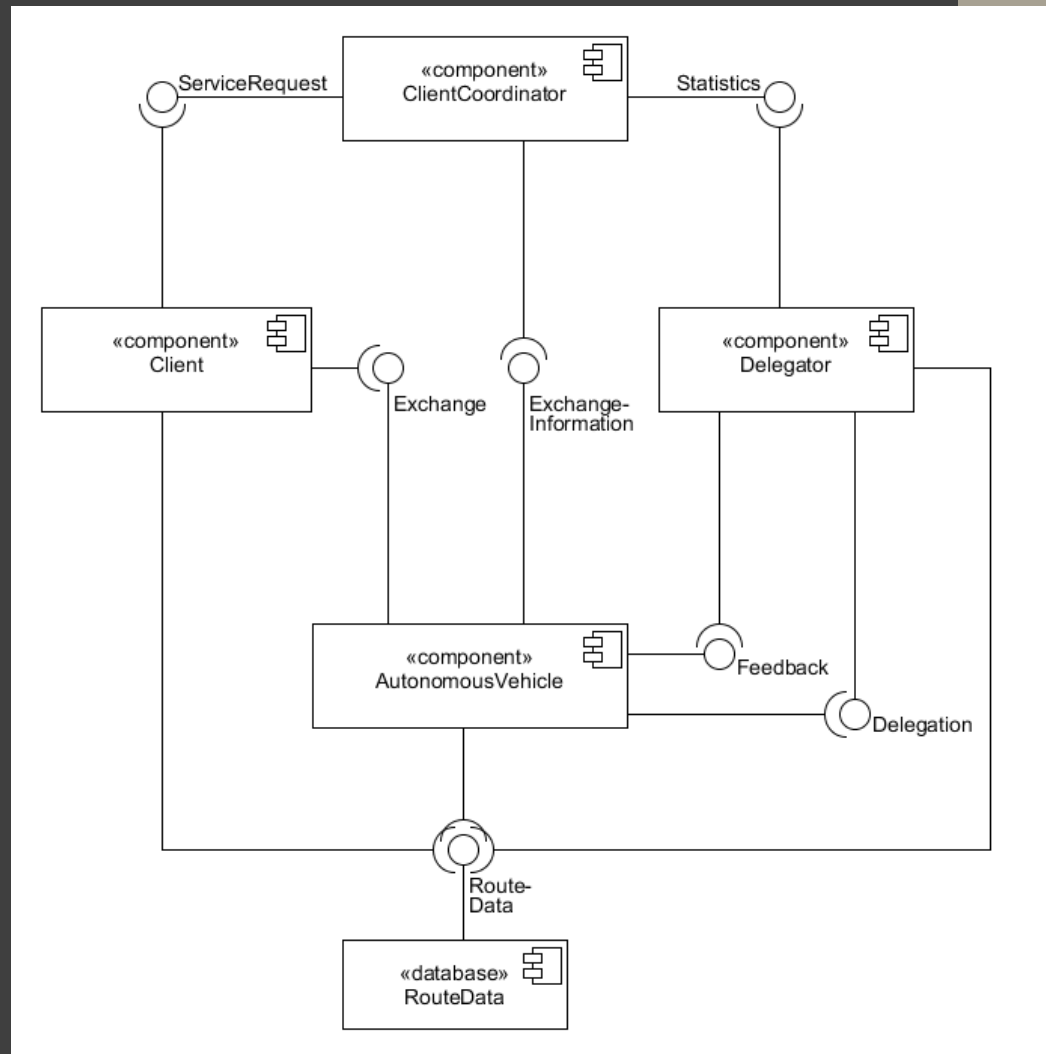 «component»
ClientCoordinator
ServiceRequest
Statistics
«component»
Client
«component»
Delegator
Exchange
Exchange-
Information
«component»
AutonomousVehicle
Feedback
Delegation
Route-
Data
«database»
RouteData